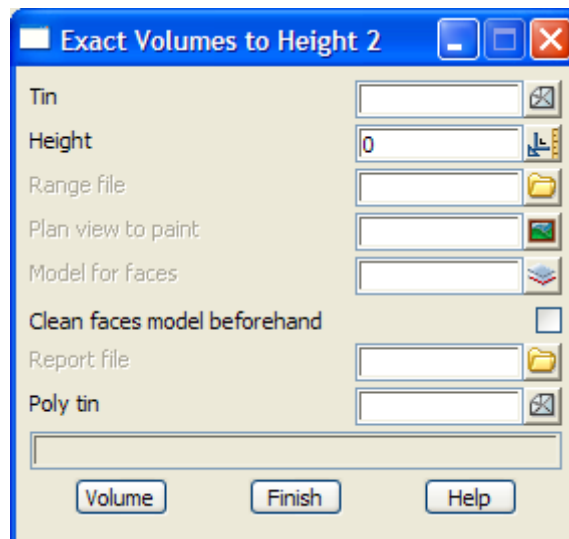 Exact Volumes to Height 2
Tin
Height 0
Range file
Plan view to paint
Model for faces
Clean faces model beforehand
Report file
Poly tin
Volume Finish Help